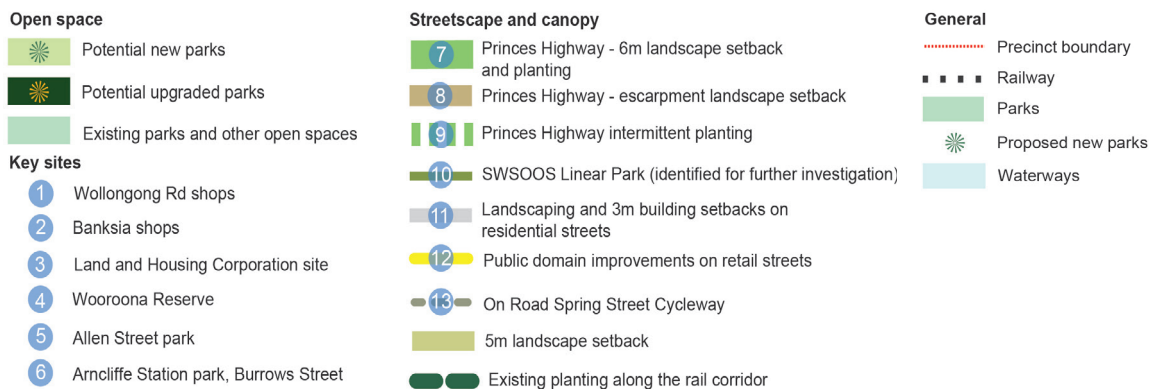 Open space
Potential new parks
Potential upgraded parks
Existing parks and other open spaces
Key sites
1 Wollongong Rd shops
2 Banksia shops
3 Land and Housing Corporation site
4 Wooroona Reserve
5 Allen Street park
6 Arncliffe Station park, Burrows Street
Streetscape and canopy
7 Princes Highway - 6m landscape setback
and planting
8 Princes Highway - escarpment landscape setback
9 Princes Highway intermittent planting
10 SWSOOS Linear Park (identified for further investigation)
11 Landscaping and 3m building setbacks on
residential streets
12 Public domain improvements on retail streets
13 On Road Spring Street Cycleway
5m landscape setback
Existing planting along the rail corridor
General
Precinct boundary
Railway
Parks
Proposed new parks
Waterways